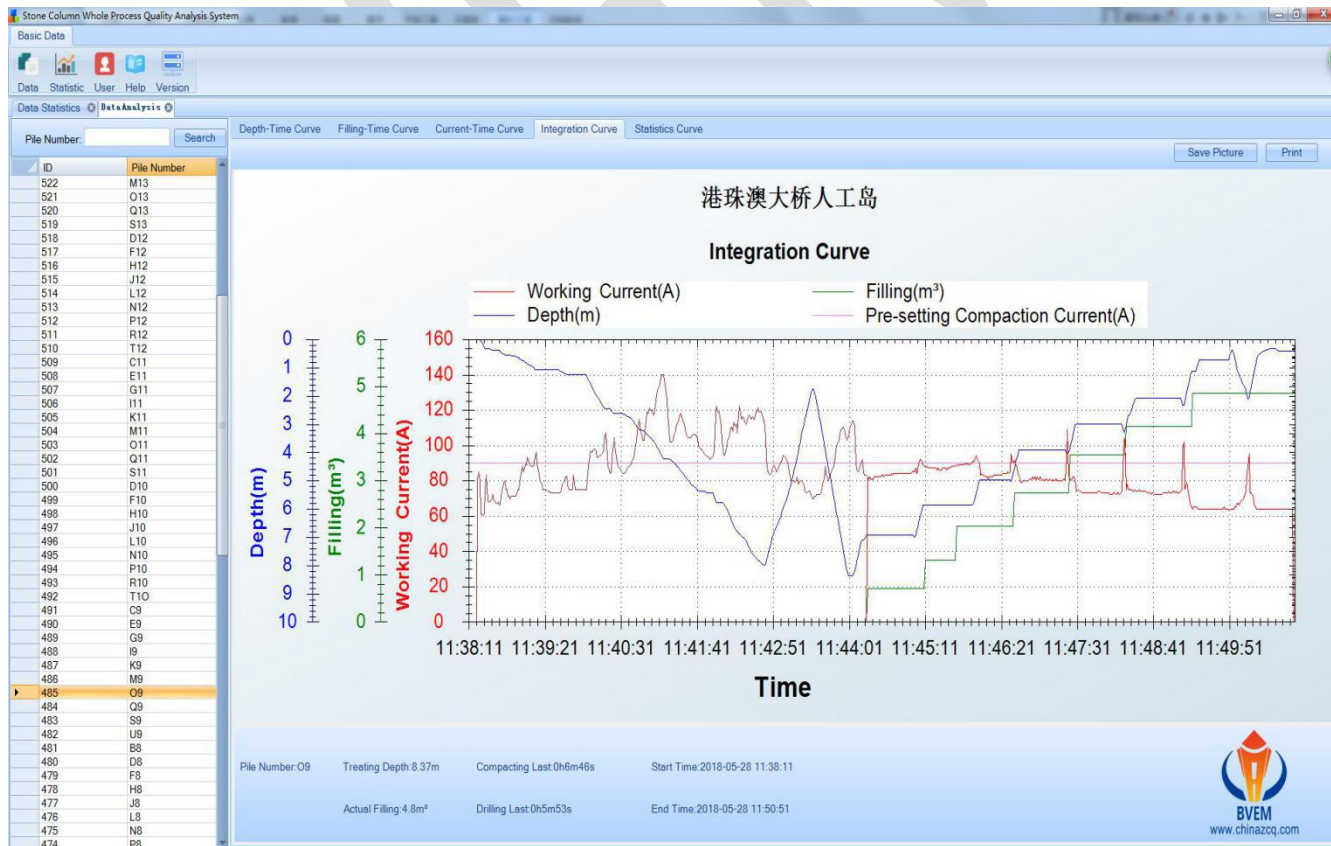 Stone Column Whole Process Quality Analysis System
Basic Data
Data Statistic User Help Version
Data Statistics DataAnalysis
Pile Number: Search
Depth-Time Curve Filling-Time Curve Current-Time Curve Integration Curve Statistics Curve
Save Picture Print
ID Pile Number
522 M13
521 O13
520 Q13
519 S13
518 D12
517 F12
516 H12
515 J12
514 L12
513 N12
512 P12
511 R12
510 T12
509 C11
508 E11
507 G11
506 I11
505 K11
504 M11
503 O11
502 Q11
501 S11
500 D10
499 F10
498 H10
497 J10
496 L10
495 N10
494 P10
493 R10
492 T1O
491 C9
490 E9
489 G9
488 I9
487 K9
486 M9
485 O9
484 Q9
483 S9
482 U9
481 B8
480 D8
479 F8
478 H8
477 J8
476 L8
475 N8
474 P8
港珠澳大桥人工岛
Integration Curve
Working Current(A) Filling(m³)
Depth(m) Pre-setting Compaction Current(A)
Depth(m)
0
1
2
3
4
5
6
7
8
9
10
Filling(m³)
6
5
4
3
2
1
0
Working Current(A)
160
140
120
100
80
60
40
20
0
11:38:11 11:39:21 11:40:31 11:41:41 11:42:51 11:44:01 11:45:11 11:46:21 11:47:31 11:48:41 11:49:51
Time
Pile Number:O9 Treating Depth:8.37m Compacting Last:0h6m46s Start Time:2018-05-28 11:38:11
Actual Filling:4.8m³ Drilling Last:0h5m53s End Time:2018-05-28 11:50:51
BVEM
www.chinazcq.com